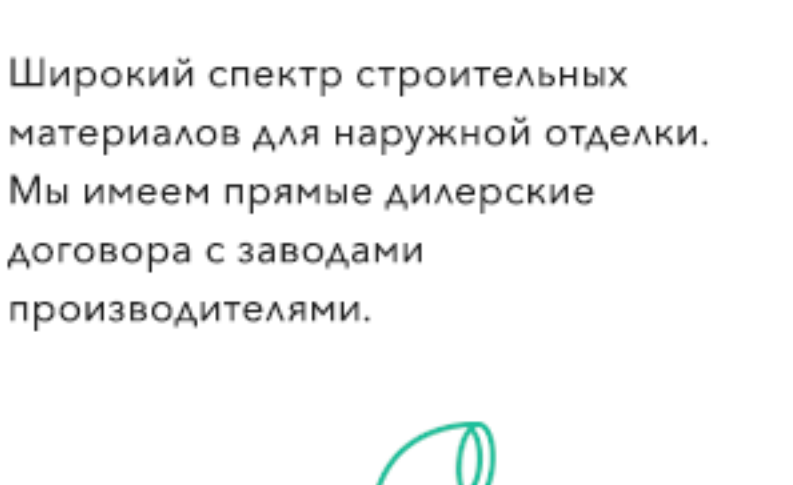 Широкий спектр строительных
материалов для наружной отделки.
Мы имеем прямые дилерские
договора с заводами
производителями.